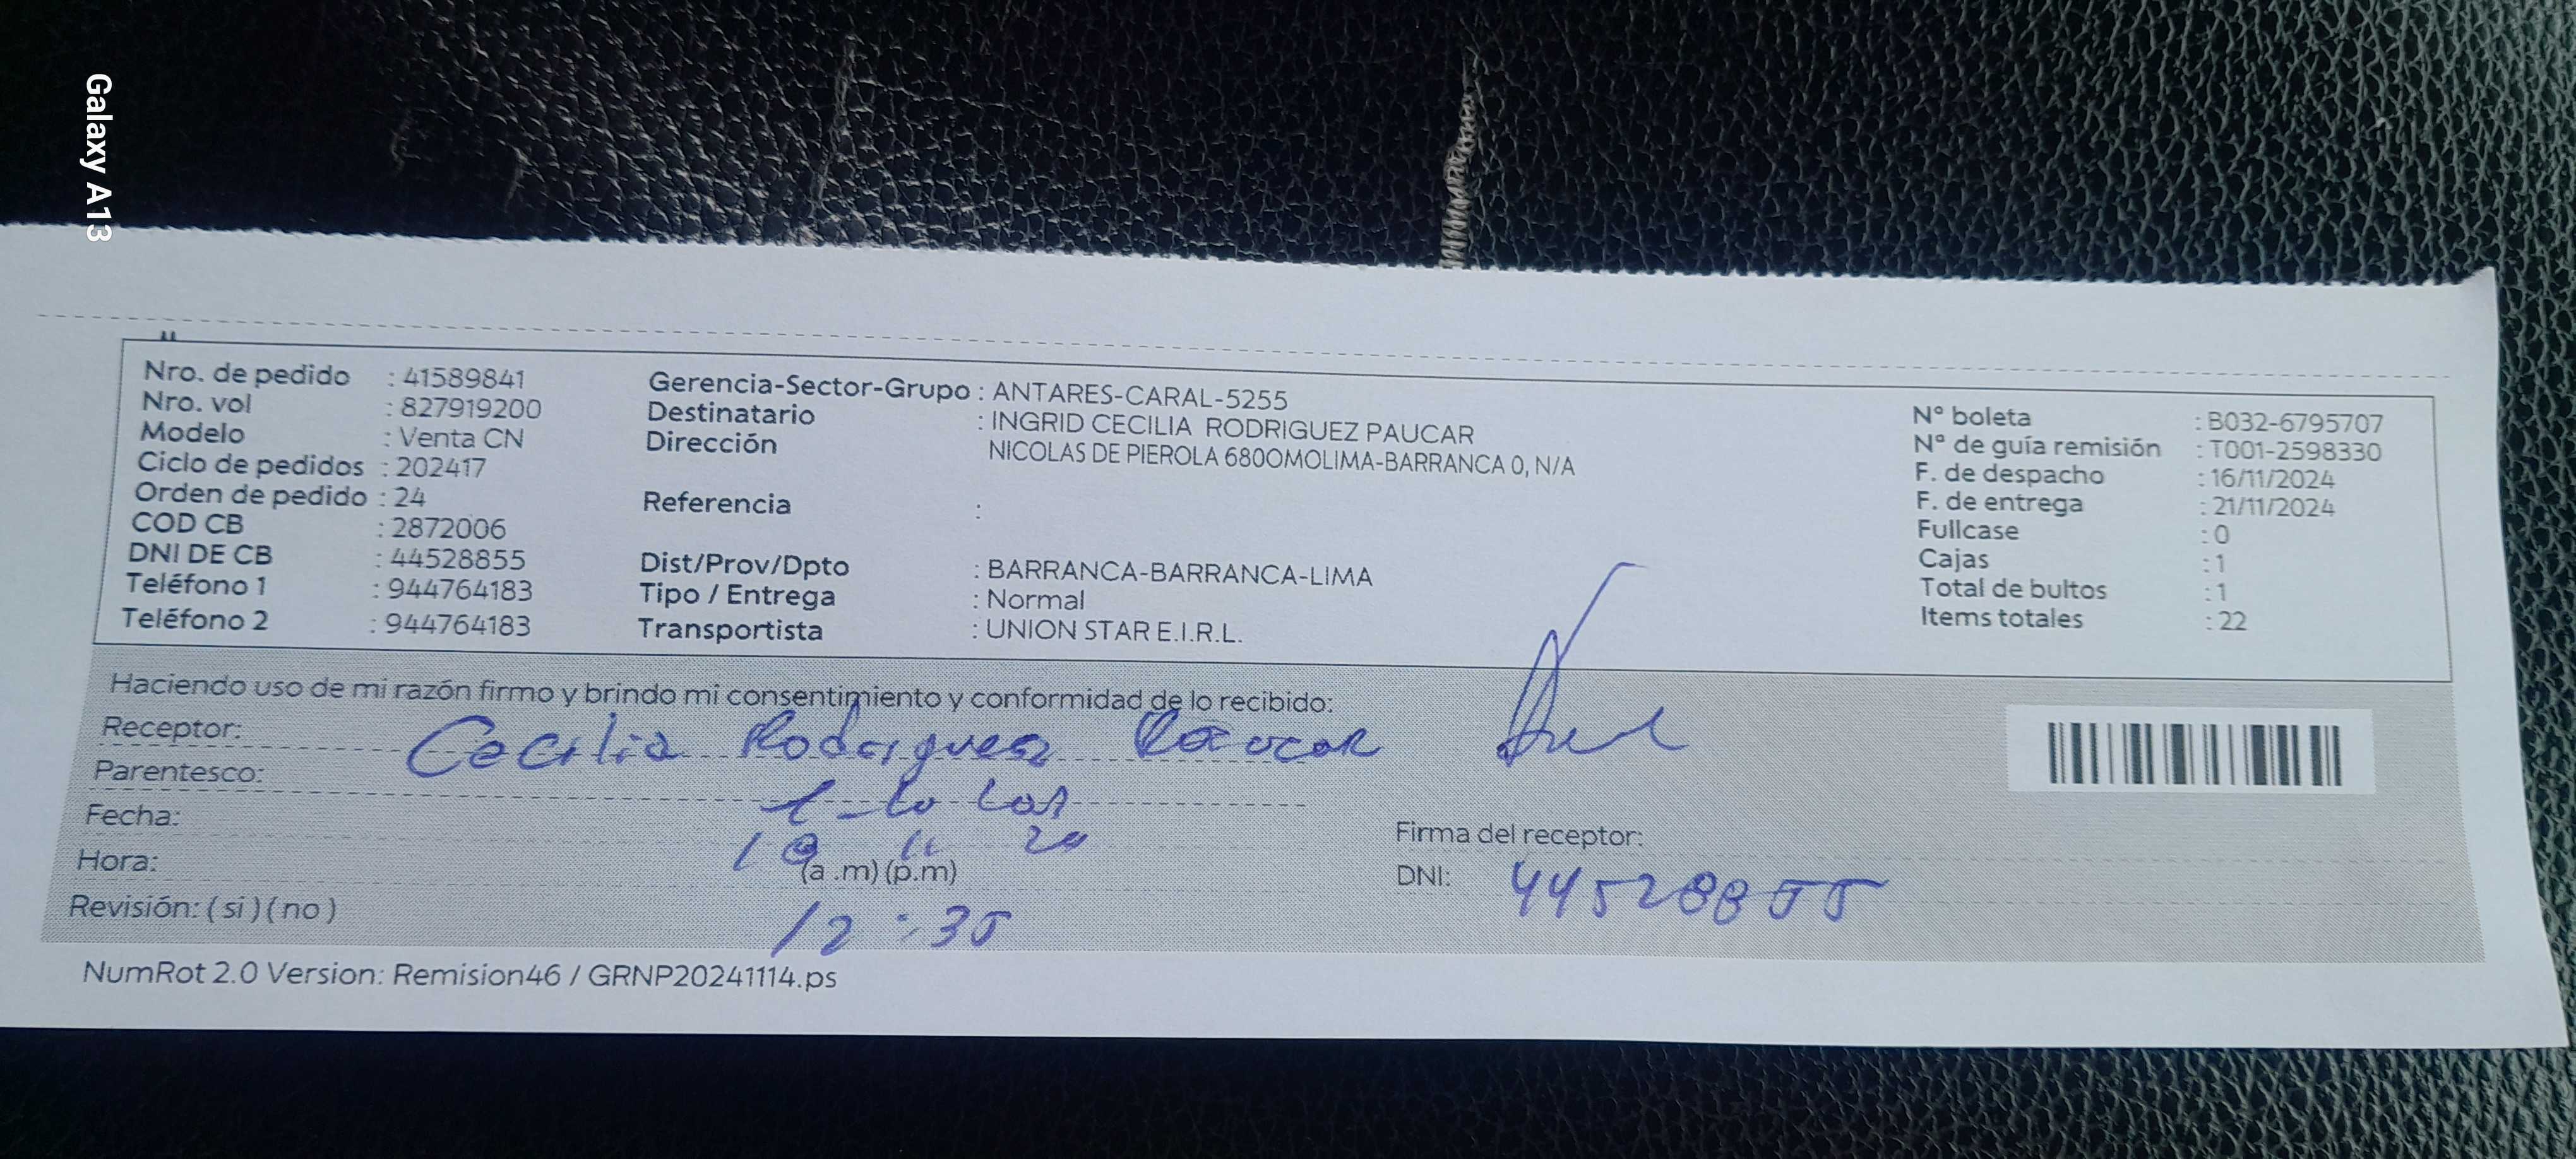 Galaxy A13
Nro. de pedido : 41589841
Nro. vol : 827919200
Modelo : Venta CN
Ciclo de pedidos : 202417
Orden de pedido : 24
COD CB : 2872006
DNI DE CB : 44528855
Teléfono 1 : 944764183
Teléfono 2 : 944764183
Gerencia-Sector-Grupo : ANTARES-CARAL-5255
Destinatario : INGRID CECILIA RODRIGUEZ PAUCAR
Dirección NICOLAS DE PIEROLA 680OMOLIMA-BARRANCA 0, N/A
Referencia :
Dist/Prov/Dpto : BARRANCA-BARRANCA-LIMA
Tipo / Entrega : Normal
Transportista : UNION STAR E.I.R.L.
N° boleta : B032-6795707
N° de guía remisión : T001-2598330
F. de despacho : 16/11/2024
F. de entrega : 21/11/2024
Fullcase : 0
Cajas : 1
Total de bultos : 1
Items totales : 22
Haciendo uso de mi razón firmo y brindo mi consentimiento y conformidad de lo recibido:
Receptor: Cecilia Rodriguez Paucar
Parentesco:
Fecha:
Hora: (a .m) (p.m)
Revisión: ( si ) ( no ) 12 : 35
Firma del receptor:
DNI: 44528855
NumRot 2.0 Version: Remision46 / GRNP20241114.ps